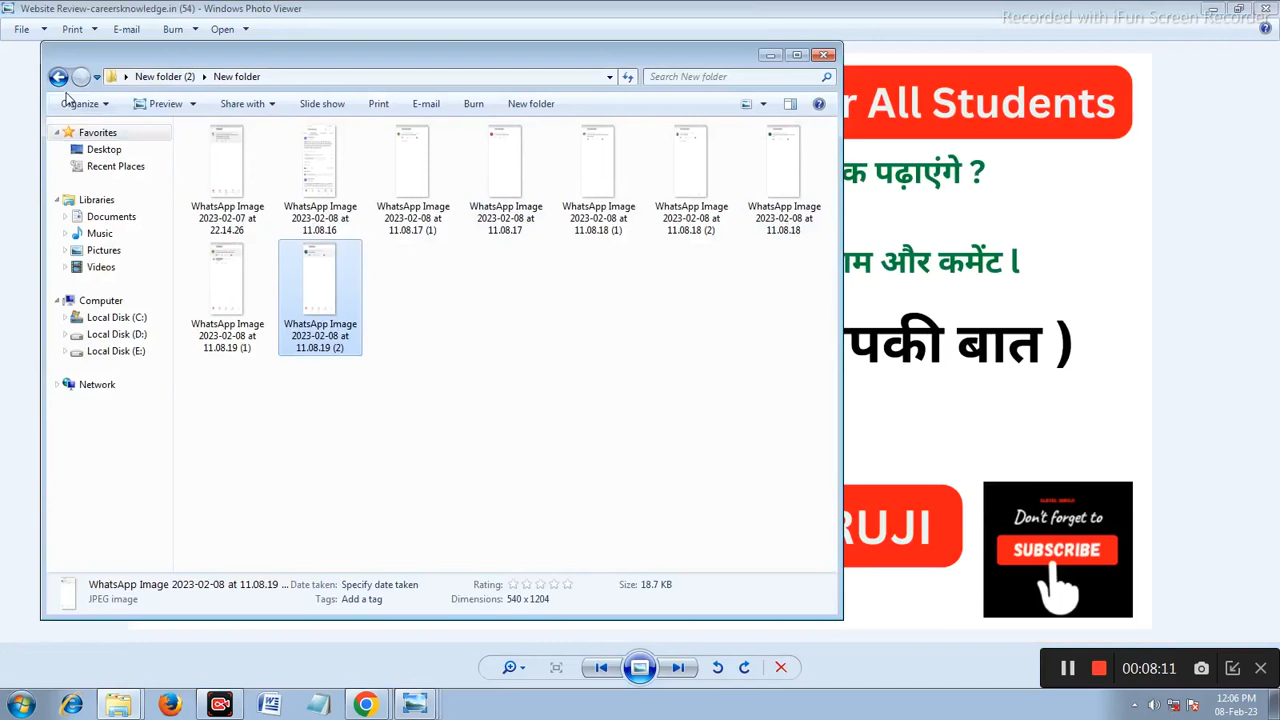 Website Review-careersknowledge.in (54) - Windows Photo Viewer
Recorded with iFun Screen Recorder
File Print E-mail Burn Open
New folder (2) New folder
Search New folder
Organize Preview Share with Slide show Print E-mail Burn New folder
Favorites
Desktop
Recent Places
Libraries
Documents
Music
Pictures
Videos
Computer
Local Disk (C:)
Local Disk (D:)
Local Disk (E:)
Network
WhatsApp Image
2023-02-07 at
22.14.26
WhatsApp Image
2023-02-08 at
11.08.16
WhatsApp Image
2023-02-08 at
11.08.17 (1)
WhatsApp Image
2023-02-08 at
11.08.17
WhatsApp Image
2023-02-08 at
11.08.18 (1)
WhatsApp Image
2023-02-08 at
11.08.18 (2)
WhatsApp Image
2023-02-08 at
11.08.18
WhatsApp Image
2023-02-08 at
11.08.19 (1)
WhatsApp Image
2023-02-08 at
11.08.19 (2)
WhatsApp Image 2023-02-08 at 11.08.19 ... Date taken: Specify date taken Rating: Size: 18.7 KB
JPEG image Tags: Add a tag Dimensions: 540 x 1204
r All Students
क पढ़ाएंगे ?
ाम और कमेंट l
पकी बात )
RUJI
Don't forget to
SUBSCRIBE
00:08:11
12:06 PM
08-Feb-23